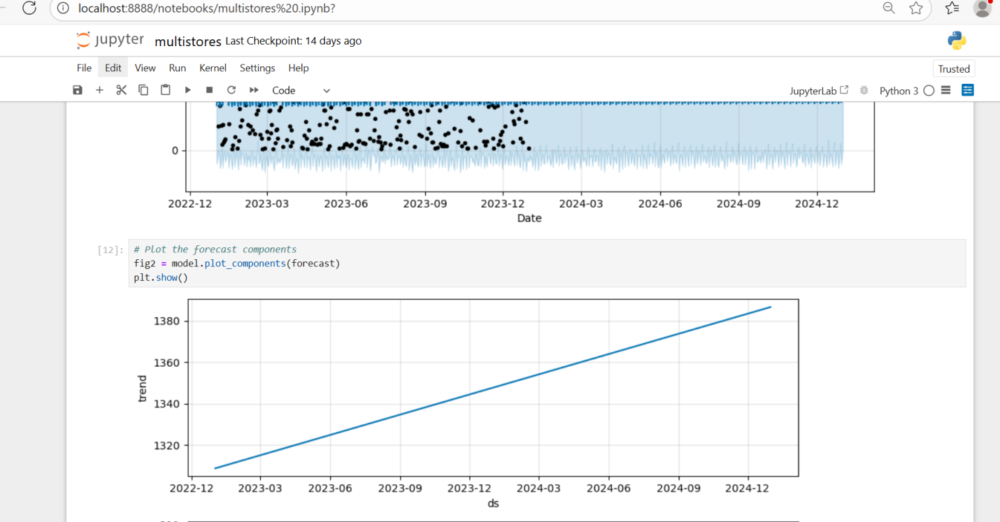 localhost:8888/notebooks/multistores%20.ipynb?
jupyter multistores Last Checkpoint: 14 days ago
File Edit View Run Kernel Settings Help
Trusted
Code
JupyterLab
Python 3
0
2022-12 2023-03 2023-06 2023-09 2023-12 2024-03 2024-06 2024-09 2024-12
Date
[12]:
# Plot the forecast components
fig2 = model.plot_components(forecast)
plt.show()
1380
1360
1340
1320
trend
2022-12 2023-03 2023-06 2023-09 2023-12 2024-03 2024-06 2024-09 2024-12
ds